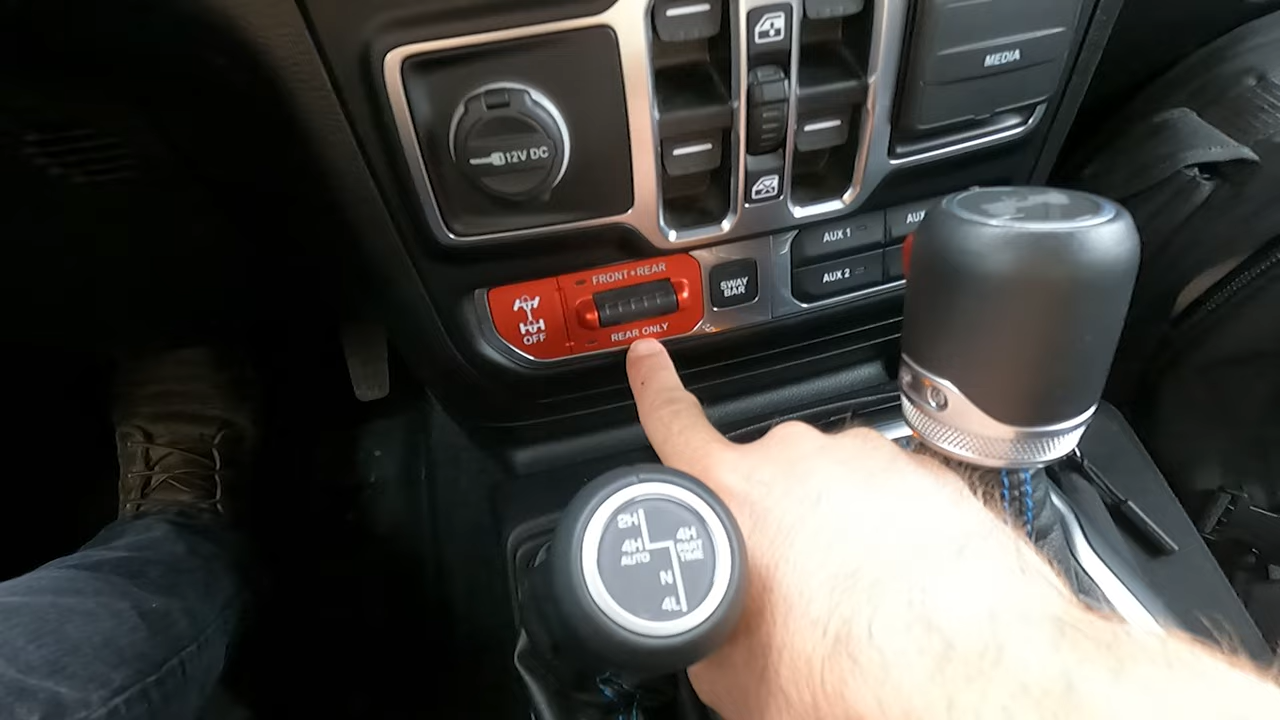 MEDIA
12V DC
FRONT • REAR
OFF
REAR ONLY
SWAY
BAR
AUX 1
AUX 2
2H
4H
AUTO
4H
PART
TIME
N
4L